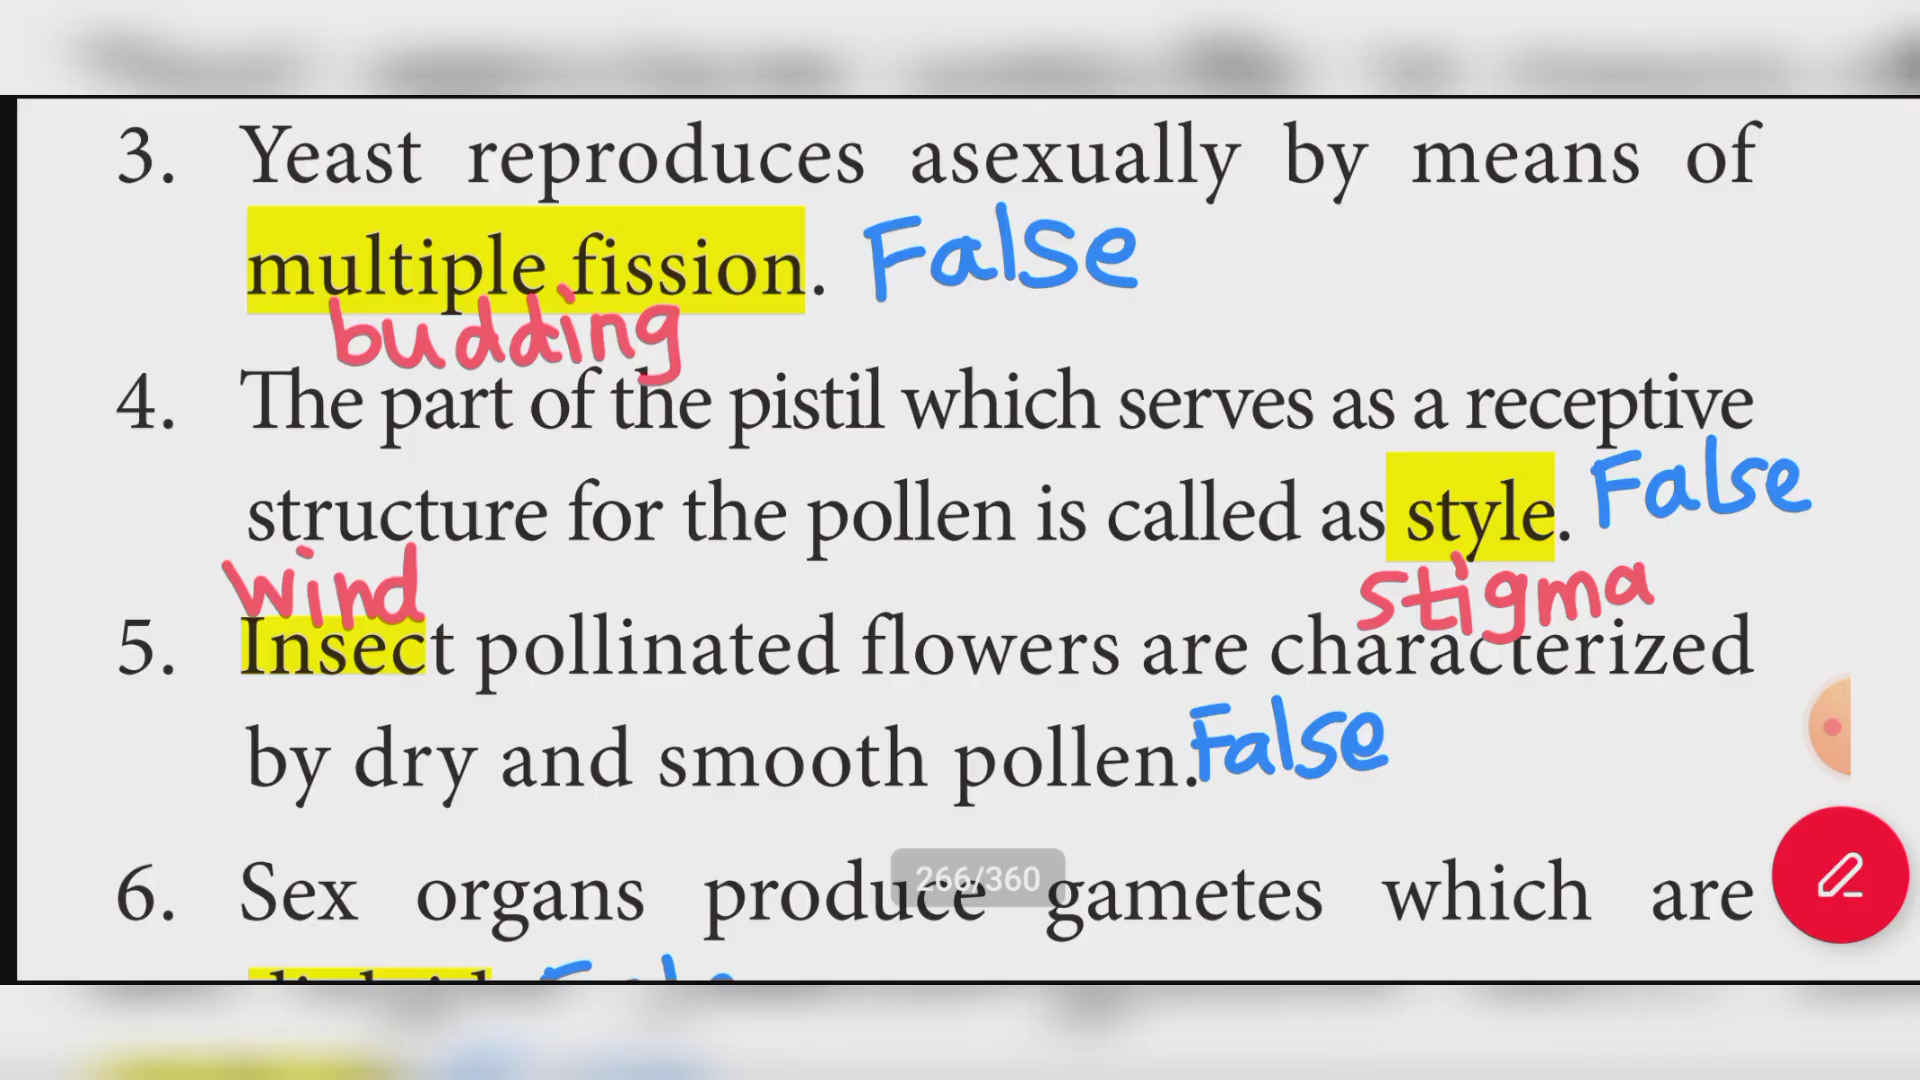 3. Yeast reproduces asexually by means of
multiple fission. False
budding
4. The part of the pistil which serves as a receptive
structure for the pollen is called as style. False
wind stigma
5. Insect pollinated flowers are characterized
by dry and smooth pollen. False
266/360
6. Sex organs produce gametes which are